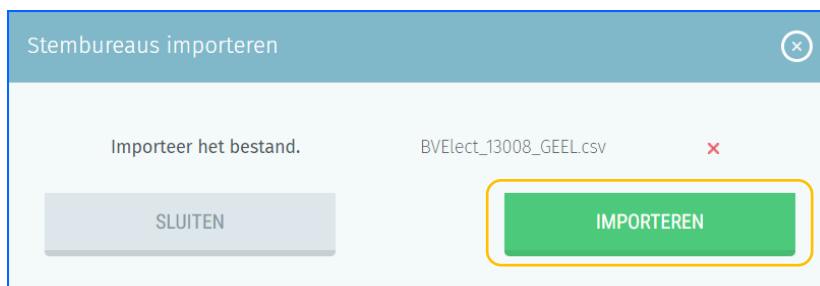 Stembureaus importeren
Importeer het bestand. BVElect_13008_GEEL.csv
SLUITEN IMPORTEREN